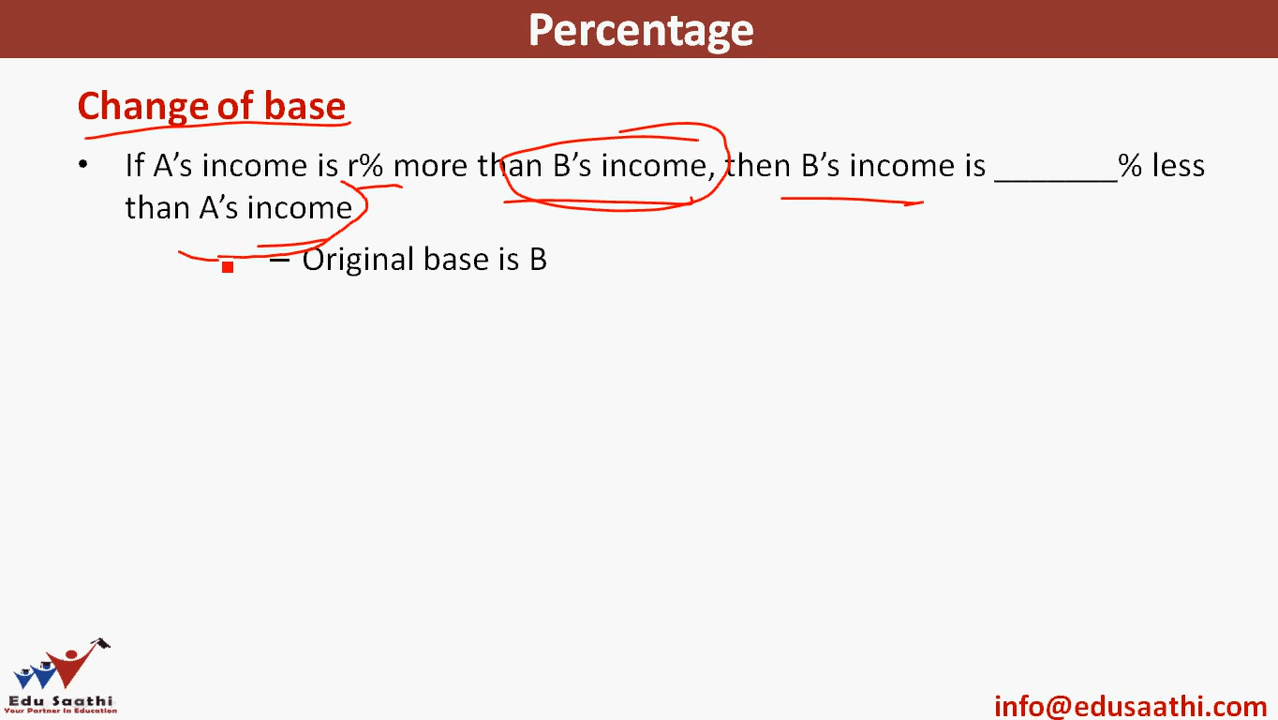 Percentage
Change of base
• If A’s income is r% more than B’s income, then B’s income is _______% less
than A’s income
– Original base is B
Edu Saathi
Your Partner in Education
info@edusaathi.com